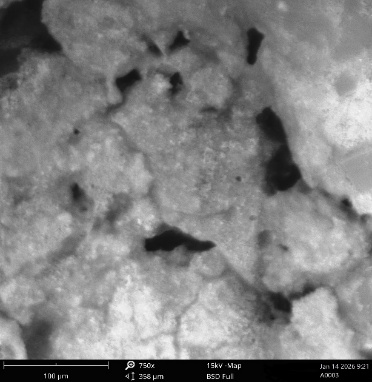 750x
15kV -Map
Jan 14 2026 9:21
100 µm
358 µm
BSD Full
A0003